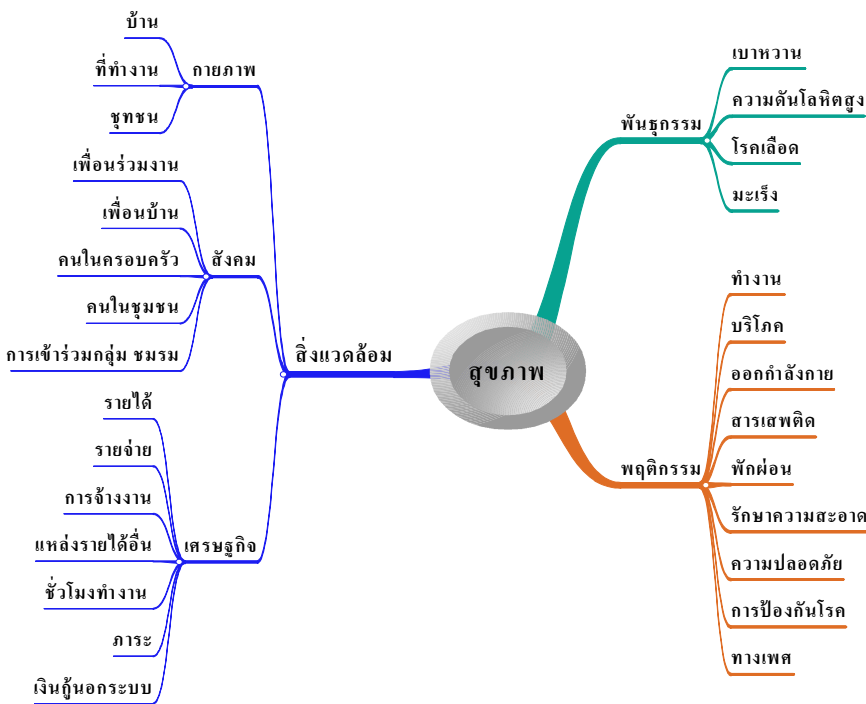 สุขภาพ
พันธุกรรม
เบาหวาน
ความดันโลหิตสูง
โรคเลือด
มะเร็ง
พฤติกรรม
ทำงาน
บริโภค
ออกกำลังกาย
สารเสพติด
พักผ่อน
รักษาความสะอาด
ความปลอดภัย
การป้องกันโรค
ทางเพศ
สิ่งแวดล้อม
กายภาพ
บ้าน
ที่ทำงาน
ชุทชน
สังคม
เพื่อนร่วมงาน
เพื่อนบ้าน
คนในครอบครัว
คนในชุมชน
การเข้าร่วมกลุ่ม ชมรม
เศรษฐกิจ
รายได้
รายจ่าย
การจ้างงาน
แหล่งรายได้อื่น
ชั่วโมงทำงาน
ภาระ
เงินกู้นอกระบบ